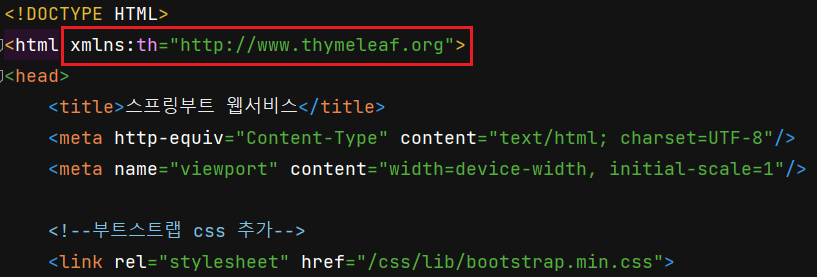 <!DOCTYPE HTML>
<html xmlns:th="http://www.thymeleaf.org">
<head>
    <title>스프링부트 웹서비스</title>
    <meta http-equiv="Content-Type" content="text/html; charset=UTF-8"/>
    <meta name="viewport" content="width=device-width, initial-scale=1"/>
    <!--부트스트랩 css 추가-->
    <link rel="stylesheet" href="/css/lib/bootstrap.min.css">